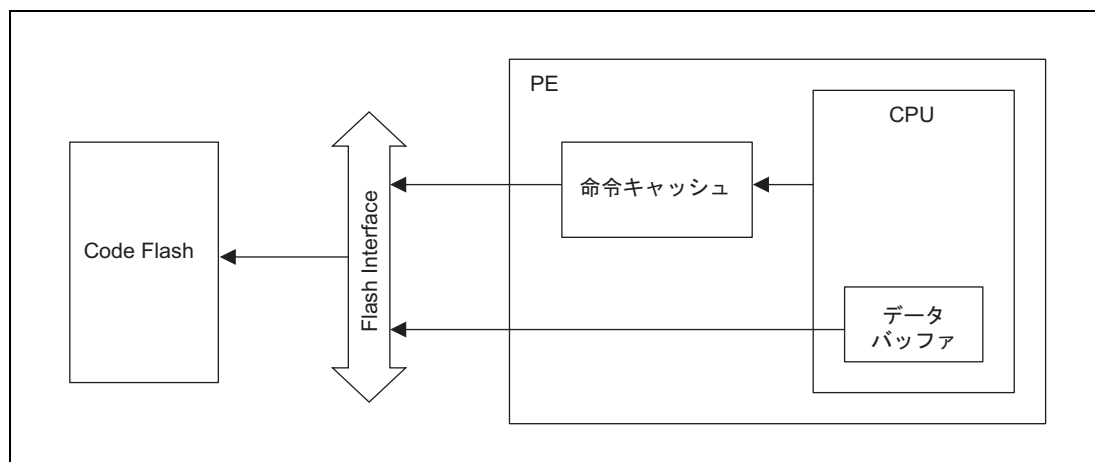 PE
CPU
命令キャッシュ
Code Flash
Flash Interface
データ
バッファ